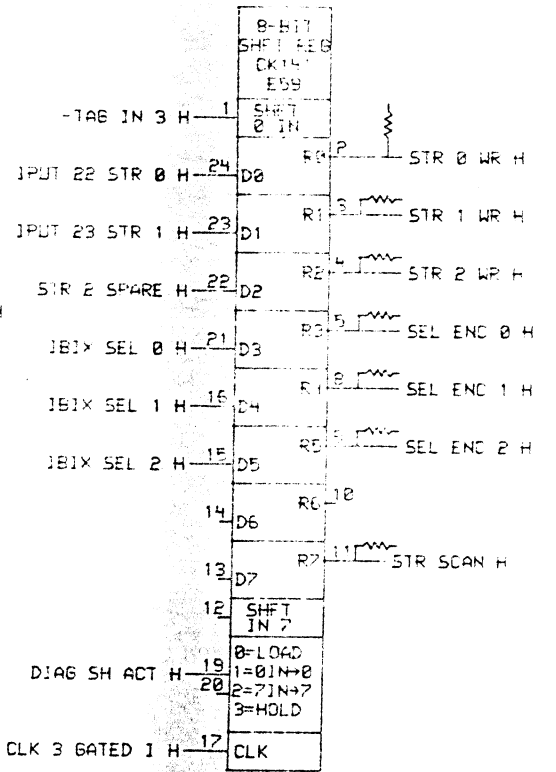 8-BIT
SHFT REG
E59
-TAB IN 3 H 1 SHFT
0 IN
R0 2 STR 0 WR H
IPUT 22 STR 0 H 24 D0
R1 3 STR 1 WR H
IPUT 23 STR 1 H 23 D1
R2 4 STR 2 WR H
STR 2 SPARE H 22 D2
R3 5 SEL ENC 0 H
IBIX SEL 0 H 21 D3
SEL ENC 1 H
IBIX SEL 1 H 16 D4
R5 SEL ENC 2 H
IBIX SEL 2 H 15 D5
R6 10
14 D6
R7 11 STR SCAN H
13 D7
12 SHFT
IN 7
0=LOAD
DIAG SH ACT H 19 1=0IN→0
20 2=7IN→7
3=HOLD
CLK 3 GATED I H 17 CLK